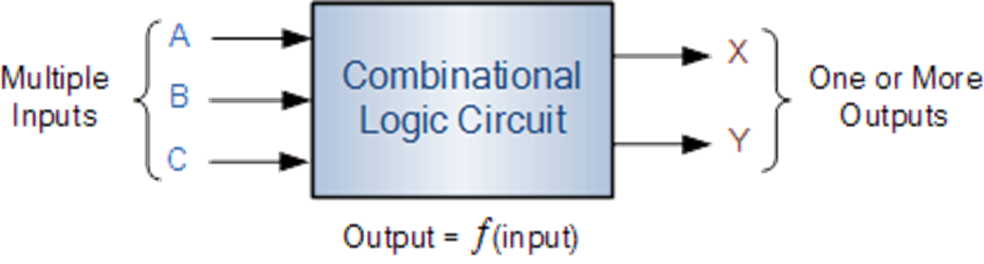 Multiple
Inputs
A
B
C
Combinational
Logic Circuit
X
Y
One or More
Outputs
Output = f(input)